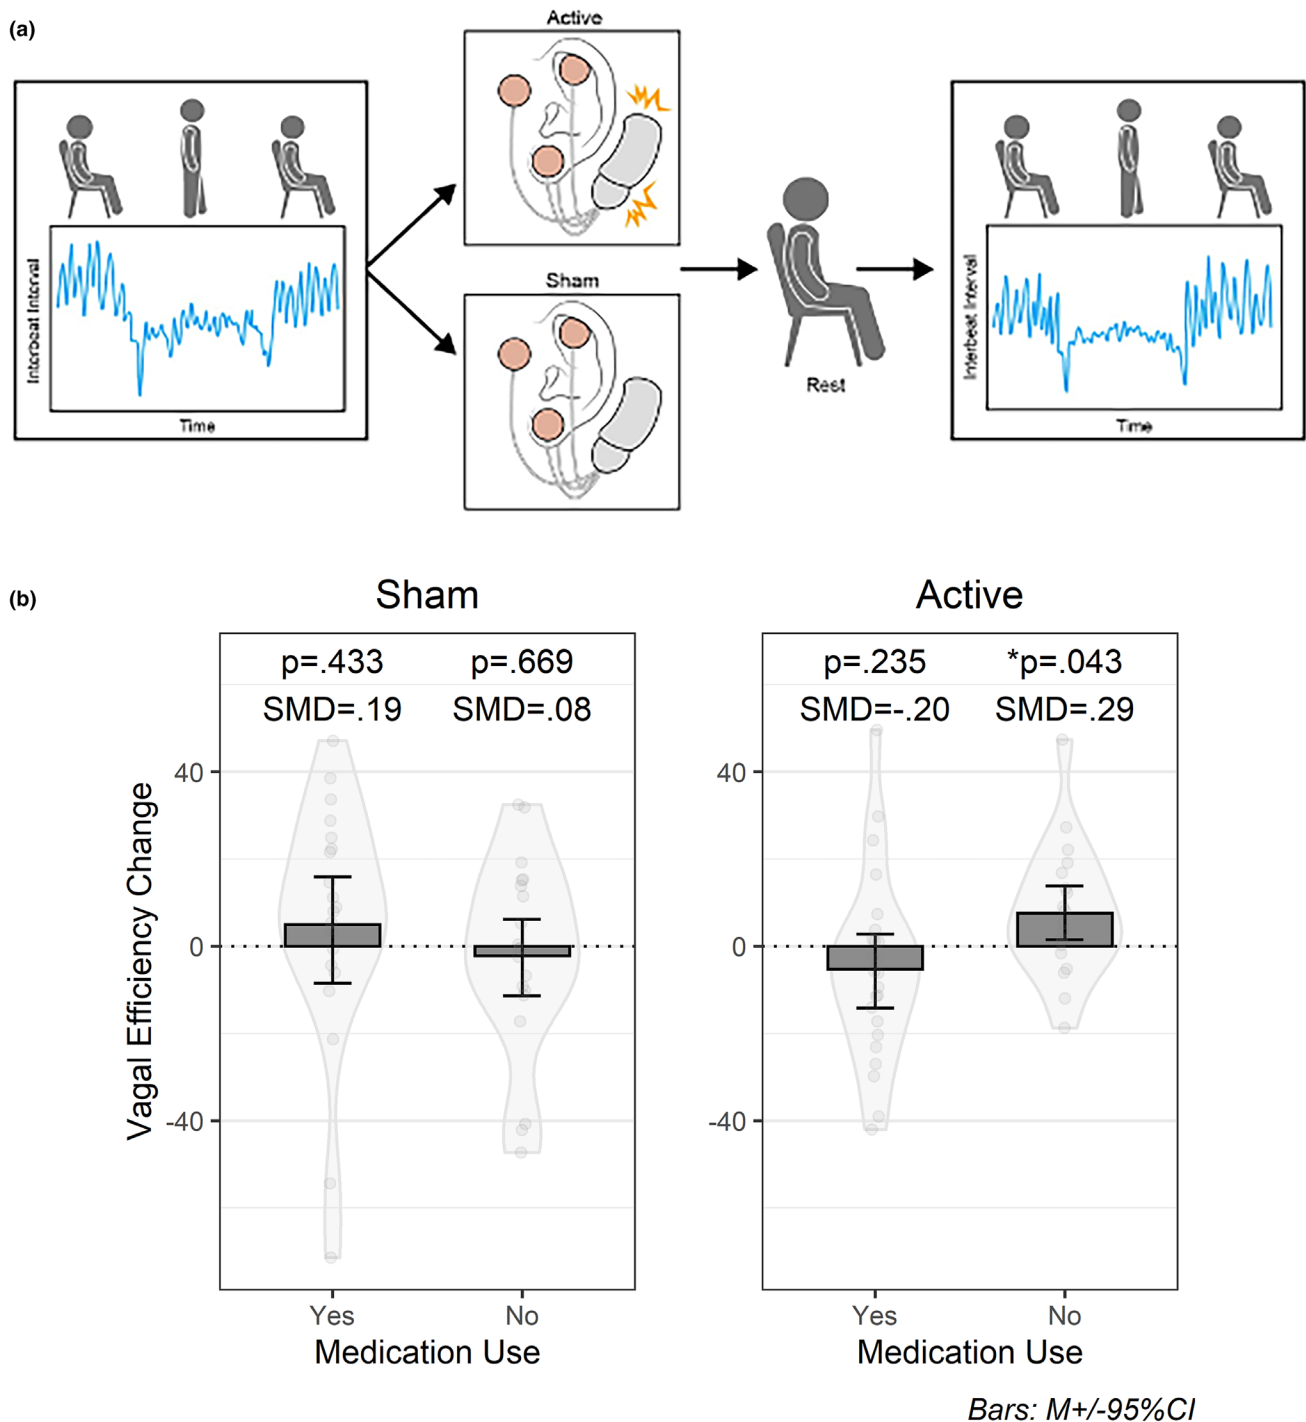 (a)
Active
Interbeat Interval
Time
Sham
Rest
Interbeat Interval
Time
(b)
Sham
Active
p=.433
p=.669
SMD=.19
SMD=.08
*p=.043
p=.235
SMD=-.20
SMD=.29
Vagal Efficiency Change
40
0
-40
40
0
-40
Yes
No
Yes
No
Medication Use
Medication Use
Bars: M+/-95%CI